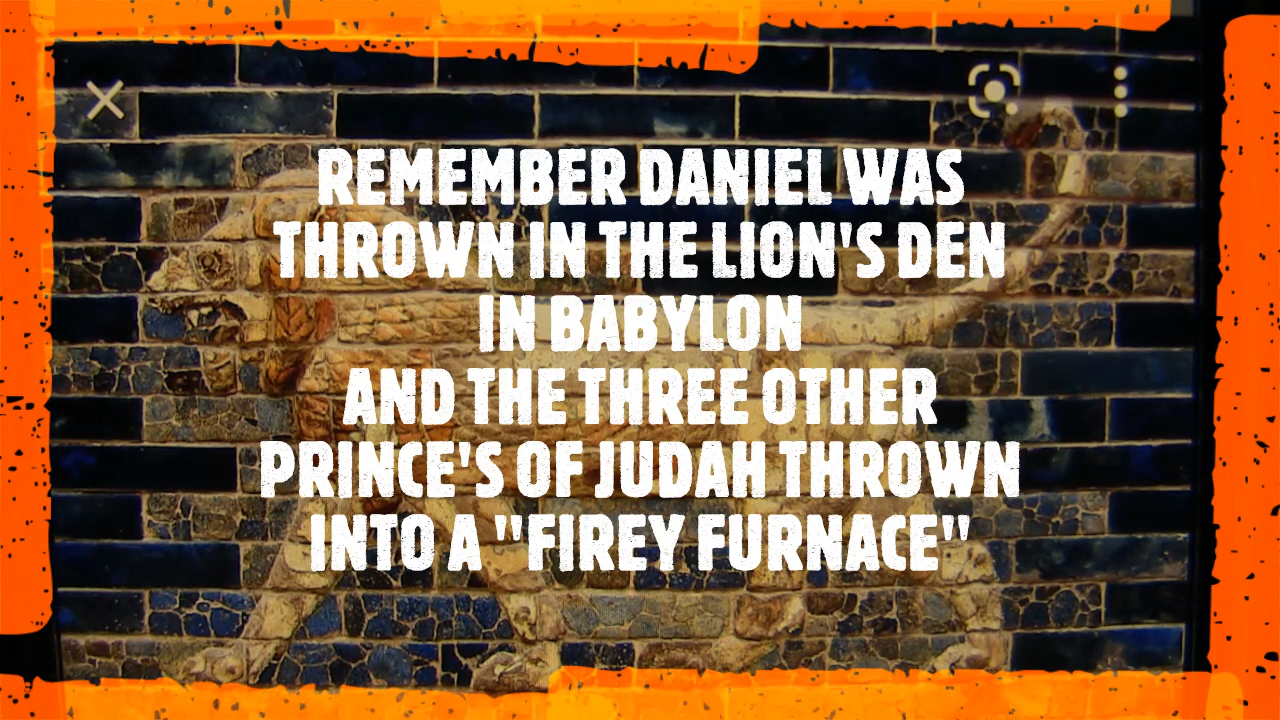 REMEMBER DANIEL WAS
THROWN IN THE LION'S DEN
IN BABYLON
AND THE THREE OTHER
PRINCE'S OF JUDAH THROWN
INTO A "FIREY FURNACE"